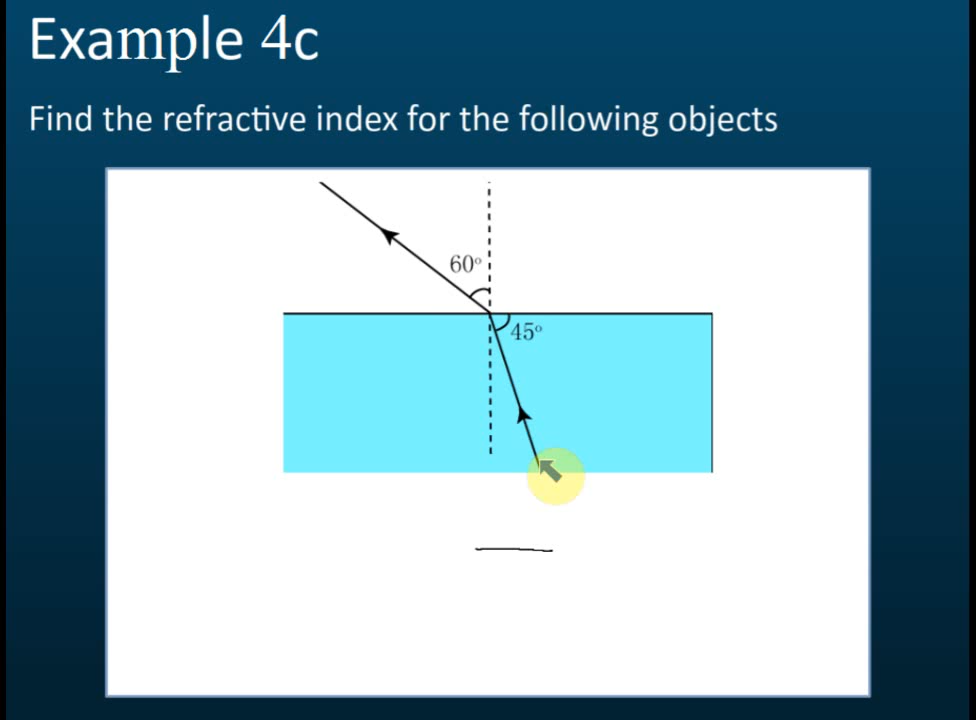 Example 4c
Find the refractive index for the following objects
60°
45°